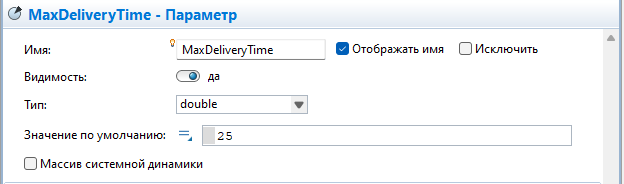 MaxDeliveryTime - Параметр
Имя: MaxDeliveryTime Отображать имя Исключить
Видимость: да
Тип: double
Значение по умолчанию: 25
Массив системной динамики